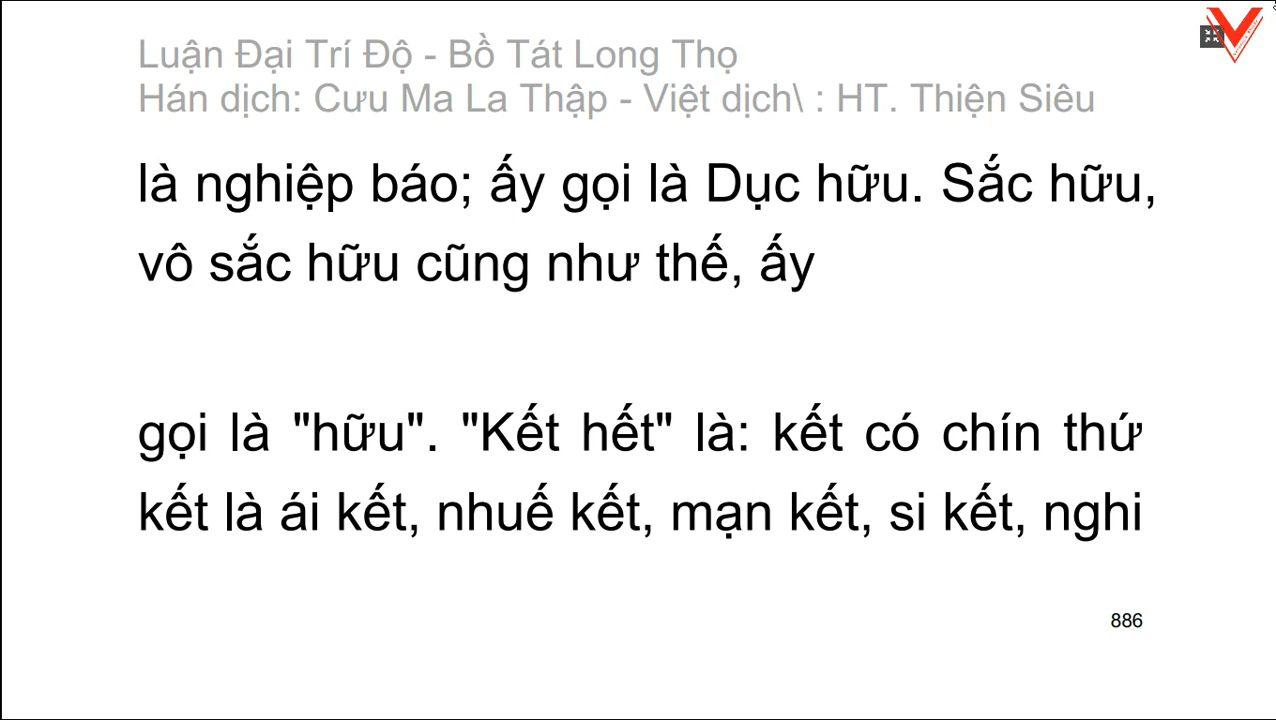 Luận Đại Trí Độ - Bồ Tát Long Thọ
Hán dịch: Cưu Ma La Thập - Việt dịch\ : HT. Thiện Siêu
là nghiệp báo; ấy gọi là Dục hữu. Sắc hữu,
vô sắc hữu cũng như thế, ấy
gọi là "hữu". "Kết hết" là: kết có chín thứ
kết là ái kết, nhuế kết, mạn kết, si kết, nghi
886